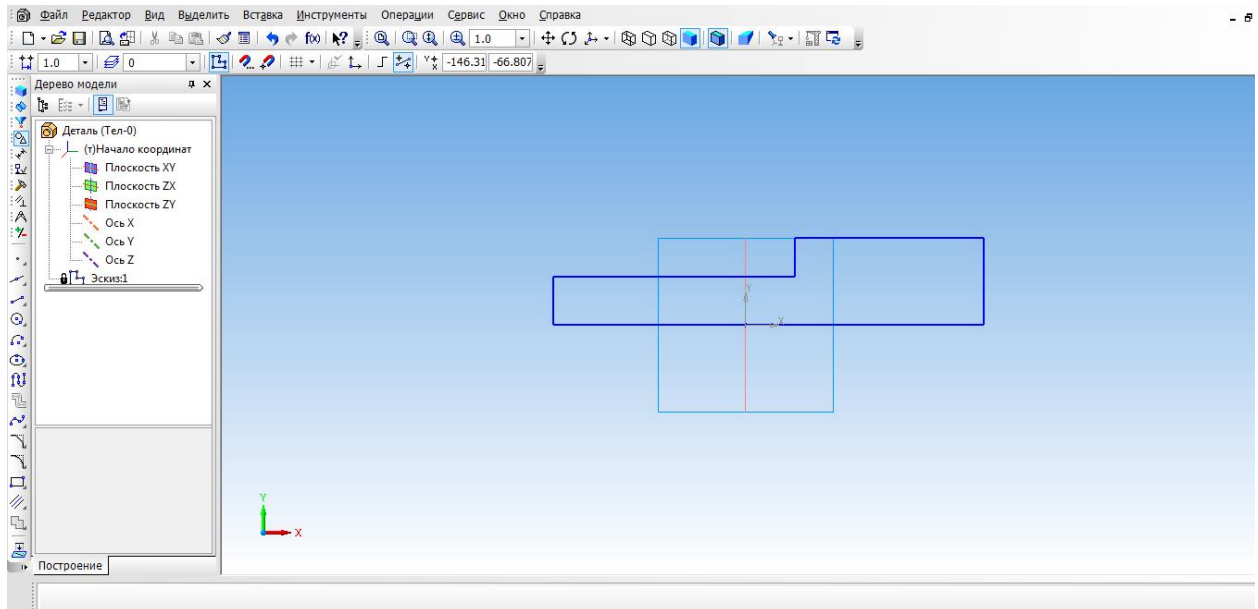 Файл Редактор Вид Выделить Вставка Инструменты Операции Сервис Окно Справка
f(x) 1.0
1.0 0 -146.31 -66.807
Дерево модели
Деталь (Тел-0)
(т)Начало координат
Плоскость XY
Плоскость ZX
Плоскость ZY
Ось X
Ось Y
Ось Z
Эскиз:1
Y
X
Y
X
Построение